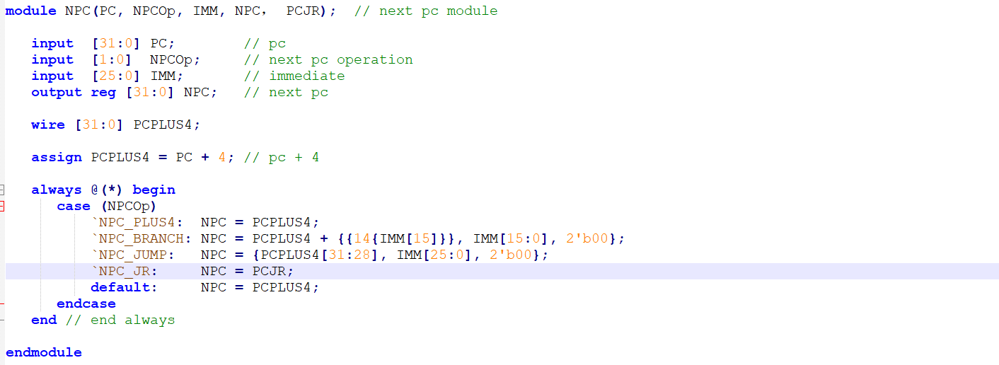 module NPC(PC, NPCOp, IMM, NPC， PCJR);  // next pc module
input  [31:0] PC;        // pc
input  [1:0]  NPCOp;     // next pc operation
input  [25:0] IMM;       // immediate
output reg [31:0] NPC;   // next pc
wire [31:0] PCPLUS4;
assign PCPLUS4 = PC + 4; // pc + 4
always @(*) begin
case (NPCOp)
`NPC_PLUS4:  NPC = PCPLUS4;
`NPC_BRANCH: NPC = PCPLUS4 + {{14{IMM[15]}}, IMM[15:0], 2'b00};
`NPC_JUMP:   NPC = {PCPLUS4[31:28], IMM[25:0], 2'b00};
`NPC_JR:     NPC = PCJR;
default:     NPC = PCPLUS4;
endcase
end // end always
endmodule